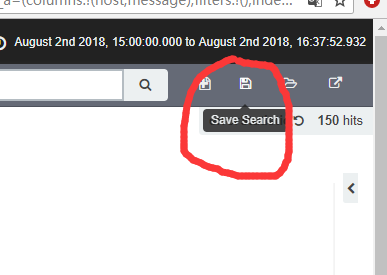 _a=(columns:!(host,message),filters:!(),inde...
August 2nd 2018, 15:00:00.000 to August 2nd 2018, 16:37:52.932
Save Search
150 hits